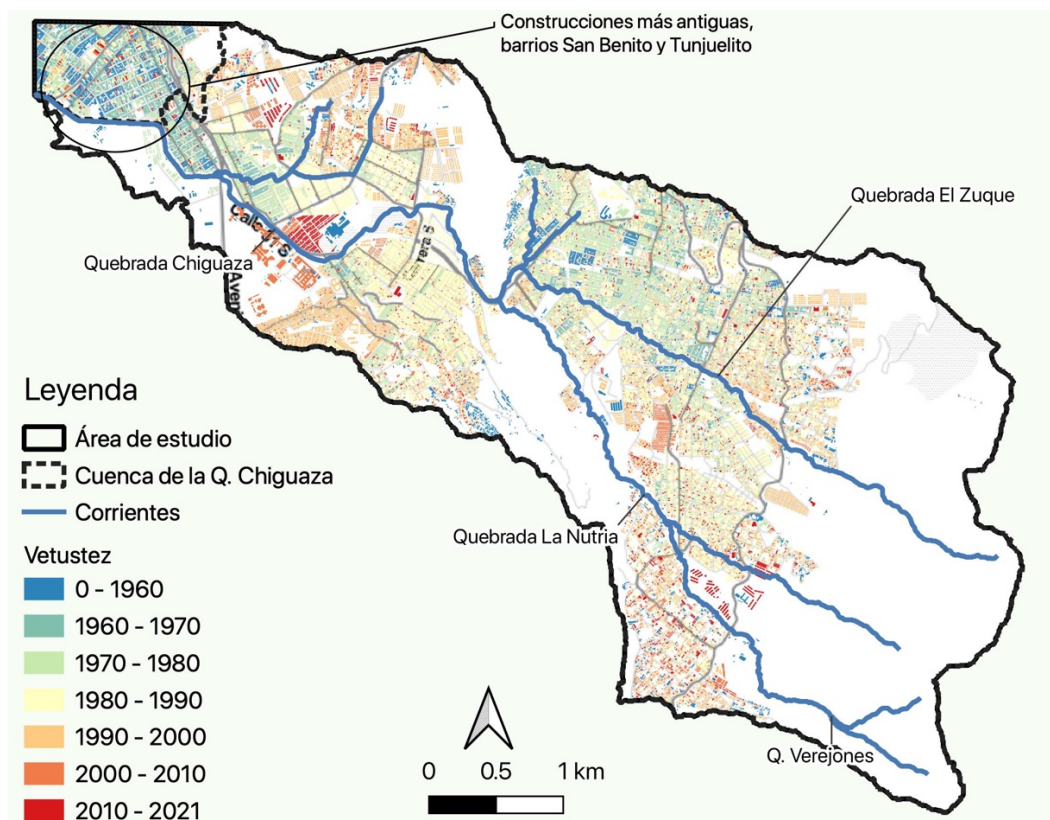 Construcciones más antiguas,
barrios San Benito y Tunjuelito
Quebrada El Zuque
Quebrada Chiguaza
Calle
S
Aven
Quebrada La Nutria
Q. Verejones
Leyenda
Área de estudio
Cuenca de la Q. Chiguaza
Corrientes
Vetustez
0 - 1960
1960 - 1970
1970 - 1980
1980 - 1990
1990 - 2000
2000 - 2010
2010 - 2021
0 0.5 1 km